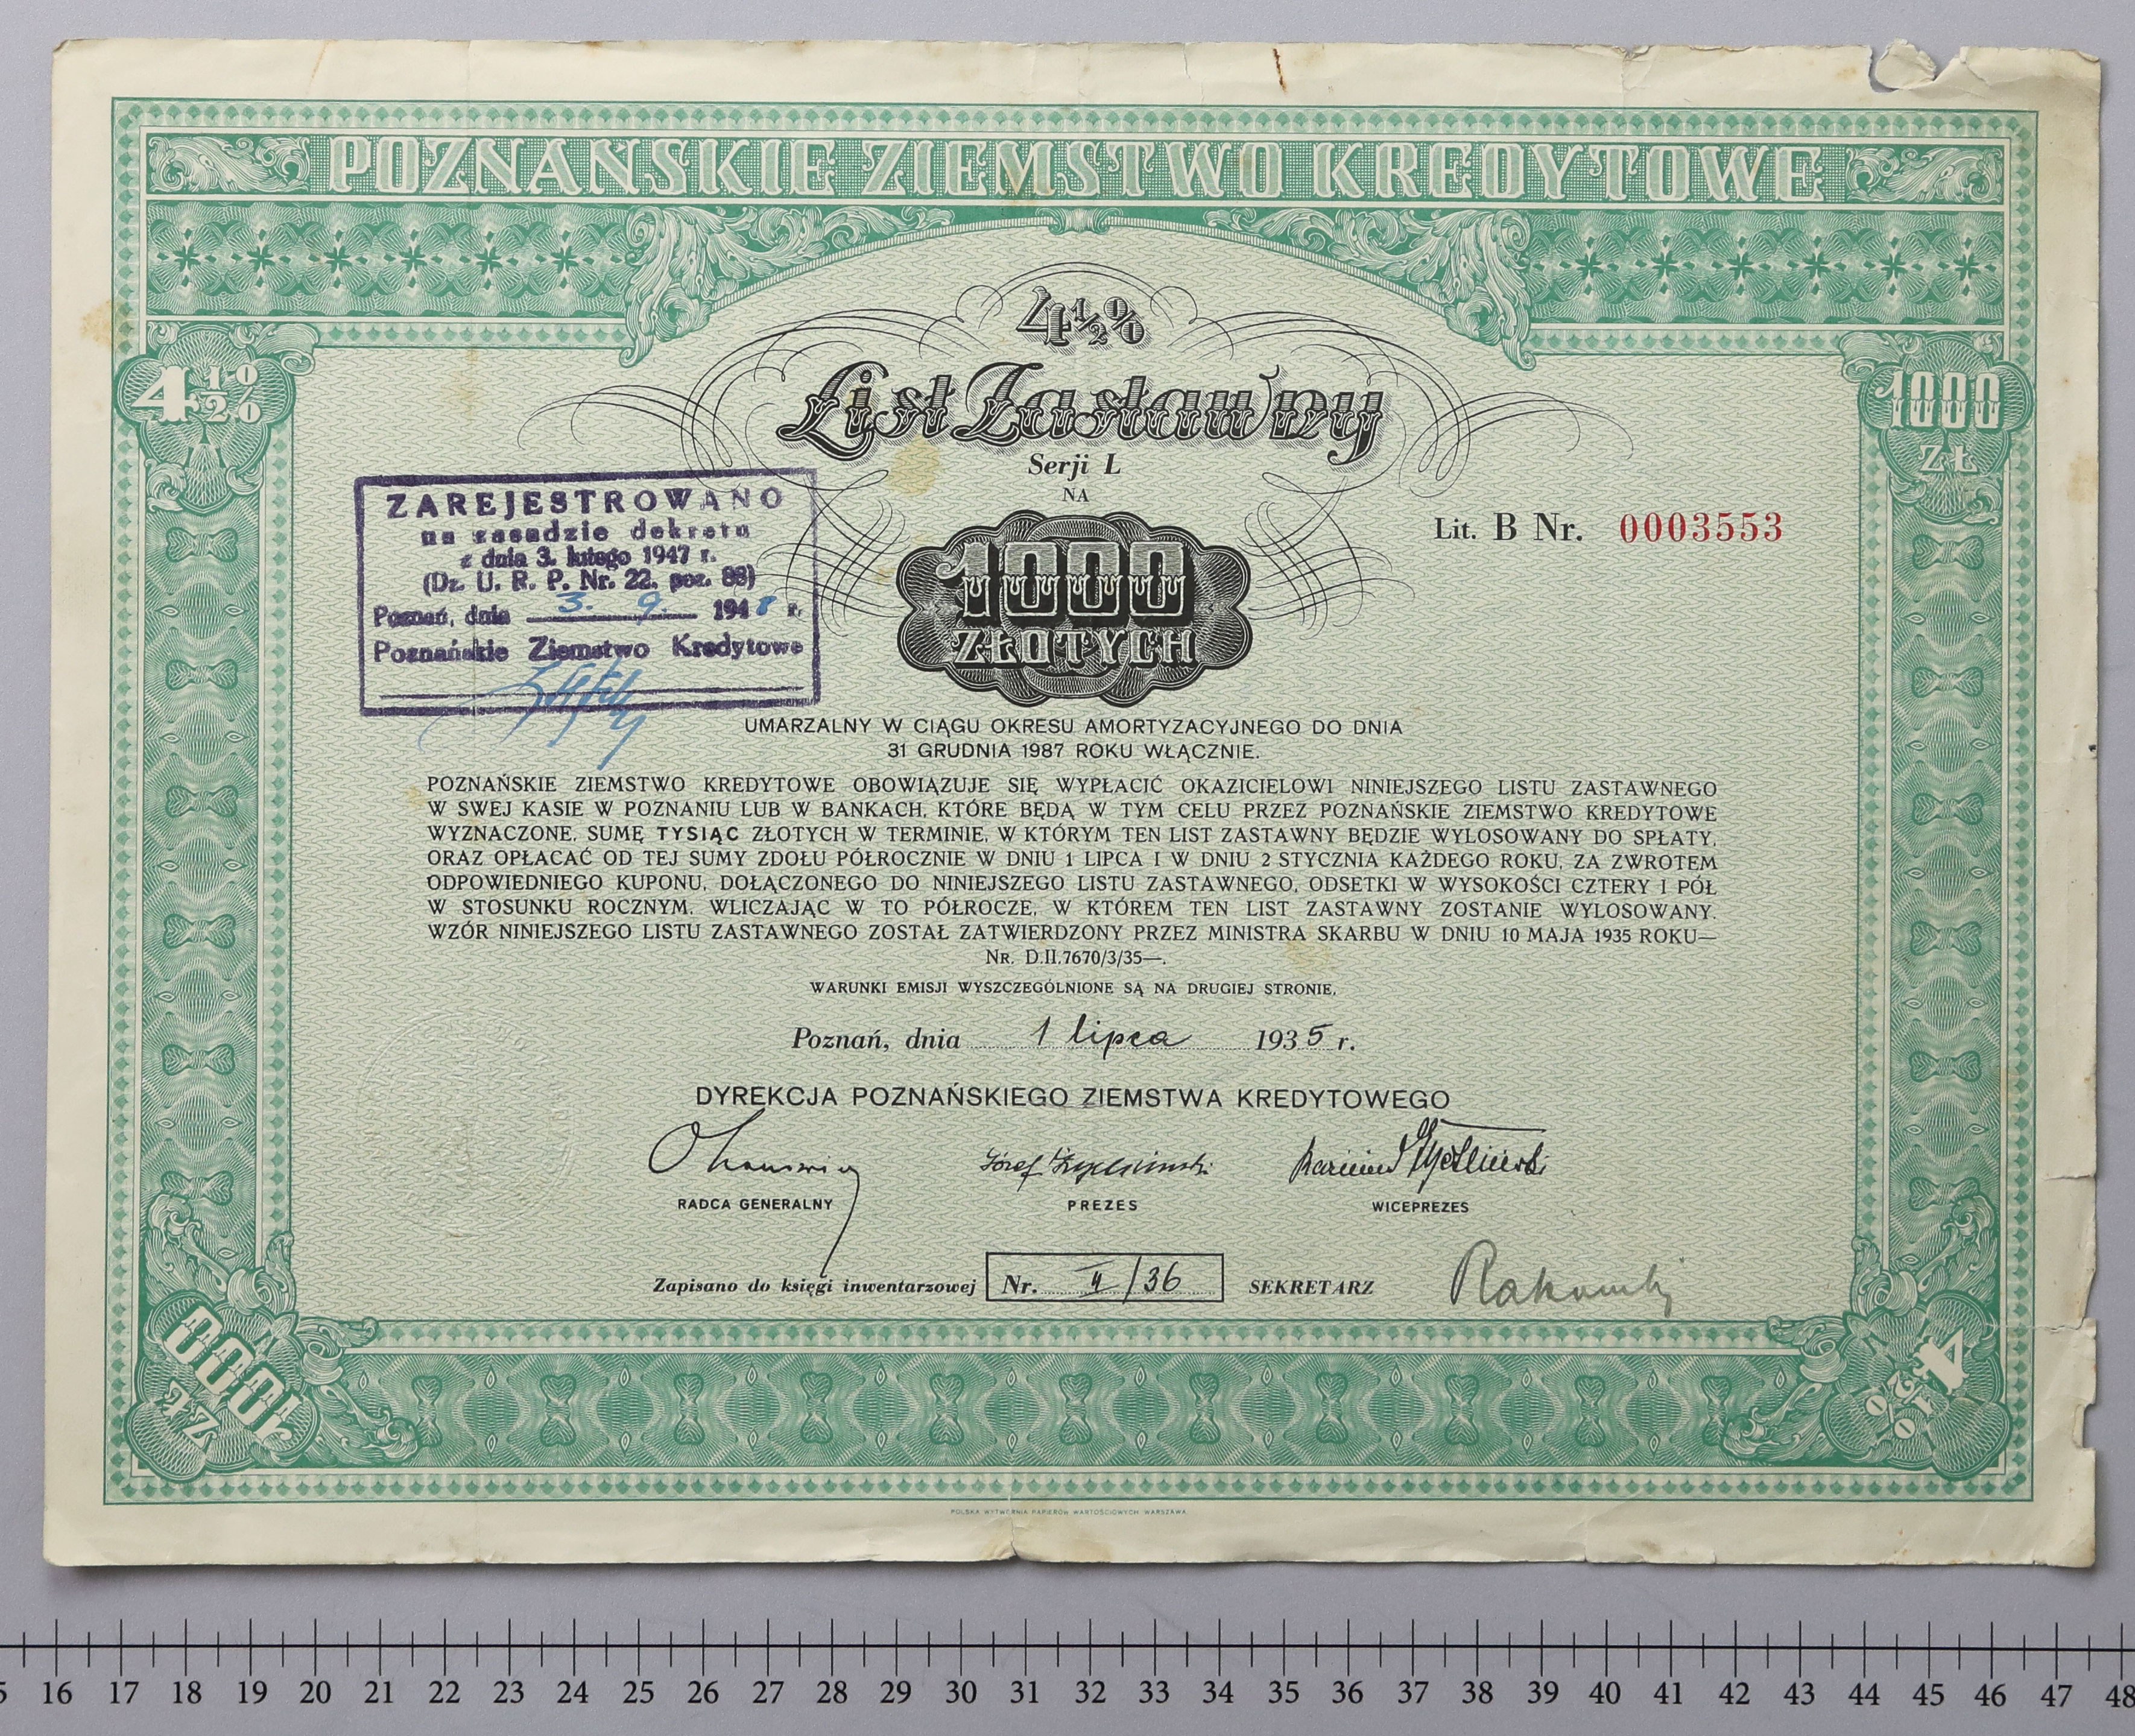 POZNAŃSKIE ZIEMSTWO KREDYTOWE
4½%
4½%
1000
ZŁ
List Zastawny
Serji L
NA
Lit. B Nr. 0003553
1000
ZŁOTYCH
ZAREJESTROWANO
na zasadzie dekretu
z dnia 3. lutego 1947 r.
(Dz. U. R. P. Nr. 22. poz. 88)
Poznań, dnia 3. 9. 1948 r.
Poznańskie Ziemstwo Kredytowe
UMARZALNY W CIĄGU OKRESU AMORTYZACYJNEGO DO DNIA
31 GRUDNIA 1987 ROKU WŁĄCZNIE.
POZNAŃSKIE ZIEMSTWO KREDYTOWE OBOWIĄZUJE SIĘ WYPŁACIĆ OKAZICIELOWI NINIEJSZEGO LISTU ZASTAWNEGO
W SWEJ KASIE W POZNANIU LUB W BANKACH, KTÓRE BĘDĄ W TYM CELU PRZEZ POZNAŃSKIE ZIEMSTWO KREDYTOWE
WYZNACZONE, SUMĘ TYSIĄC ZŁOTYCH W TERMINIE, W KTÓRYM TEN LIST ZASTAWNY BĘDZIE WYLOSOWANY DO SPŁATY,
ORAZ OPŁACAĆ OD TEJ SUMY ZDOŁU PÓŁROCZNIE W DNIU 1 LIPCA I W DNIU 2 STYCZNIA KAŻDEGO ROKU, ZA ZWROTEM
ODPOWIEDNIEGO KUPONU, DOŁĄCZONEGO DO NINIEJSZEGO LISTU ZASTAWNEGO, ODSETKI W WYSOKOŚCI CZTERY I PÓŁ
W STOSUNKU ROCZNYM, WLICZAJĄC W TO PÓŁROCZE, W KTÓREM TEN LIST ZASTAWNY ZOSTANIE WYLOSOWANY.
WZÓR NINIEJSZEGO LISTU ZASTAWNEGO ZOSTAŁ ZATWIERDZONY PRZEZ MINISTRA SKARBU W DNIU 10 MAJA 1935 ROKU—
NR. D.II.7670/3/35—.
WARUNKI EMISJI WYSZCZEGÓLNIONE SĄ NA DRUGIEJ STRONIE.
Poznań, dnia 1 lipca 1935 r.
DYREKCJA POZNAŃSKIEGO ZIEMSTWA KREDYTOWEGO
Józef
RADCA GENERALNY
PREZES
WICEPREZES
Zapisano do księgi inwentarzowej Nr. II/36 SEKRETARZ
1000
ZŁ
4½%
POLSKA WYTWÓRNIA PAPIERÓW WARTOŚCIOWYCH WARSZAWA
16 17 18 19 20 21 22 23 24 25 26 27 28 29 30 31 32 33 34 35 36 37 38 39 40 41 42 43 44 45 46 47 48